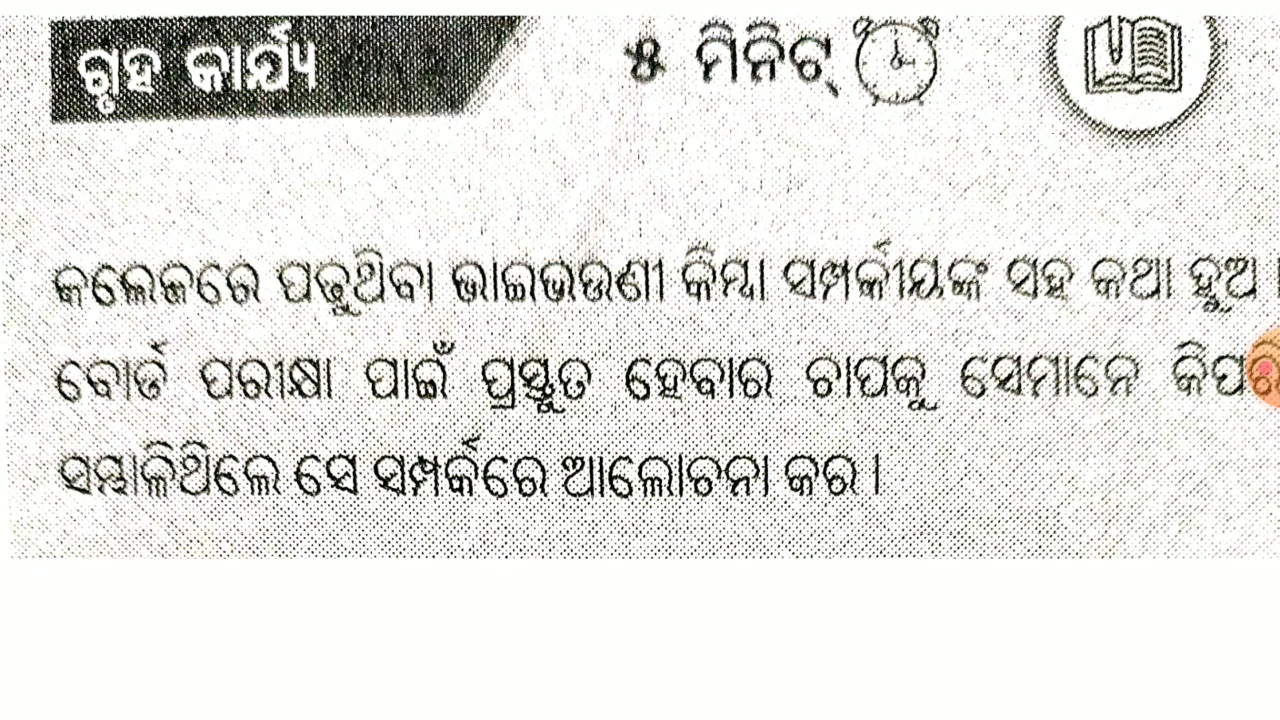 ଗୃହ କାର୍ଯ୍ୟ
୫ ମିନିଟ୍
କଲେଜରେ ପଢୁଥିବା ଭାଇଭଉଣୀ କିମ୍ବା ସମ୍ପର୍କୀୟଙ୍କ ସହ କଥା ହୁଅ ।
ବୋର୍ଡ ପରୀକ୍ଷା ପାଇଁ ପ୍ରସ୍ତୁତ ହେବାର ଚାପକୁ ସେମାନେ
ସମ୍ଭାଳିଥିଲେ ସେ ସମ୍ପର୍କରେ ଆଲୋଚନା କର ।